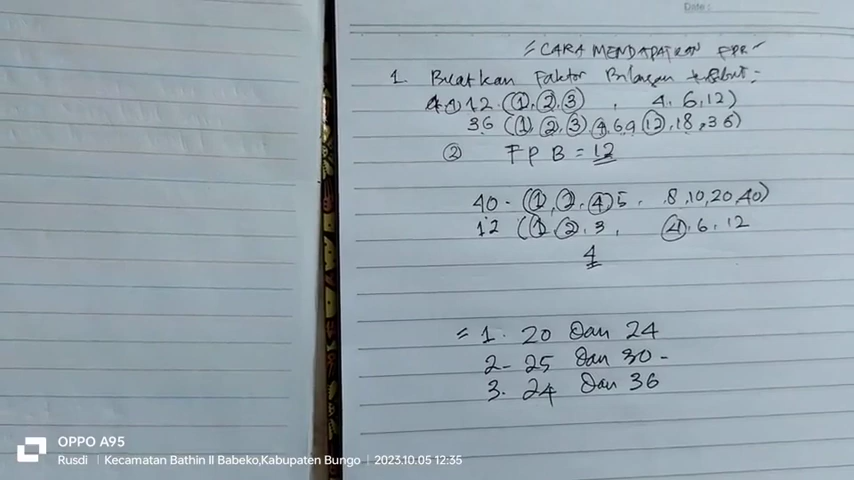 Date:
= CARA MENDAPATKAN FPB =
1. Buatkan Faktor Bilangan tersebut:
① 12 (1, 2, 3, 4, 6, 12)
36 (1, 2, 3, 4, 6, 9, 12, 18, 36)
② FPB = 12
40 - (1, 2, 4, 5, 8, 10, 20, 40)
12 (1, 2, 3, 4, 6, 12
4
= 1. 20 Dan 24
2- 25 Dan 30 -
3. 24 Dan 36
OPPO A95
Rusdi | Kecamatan Bathin II Babeko,Kabupaten Bungo | 2023.10.05 12:35